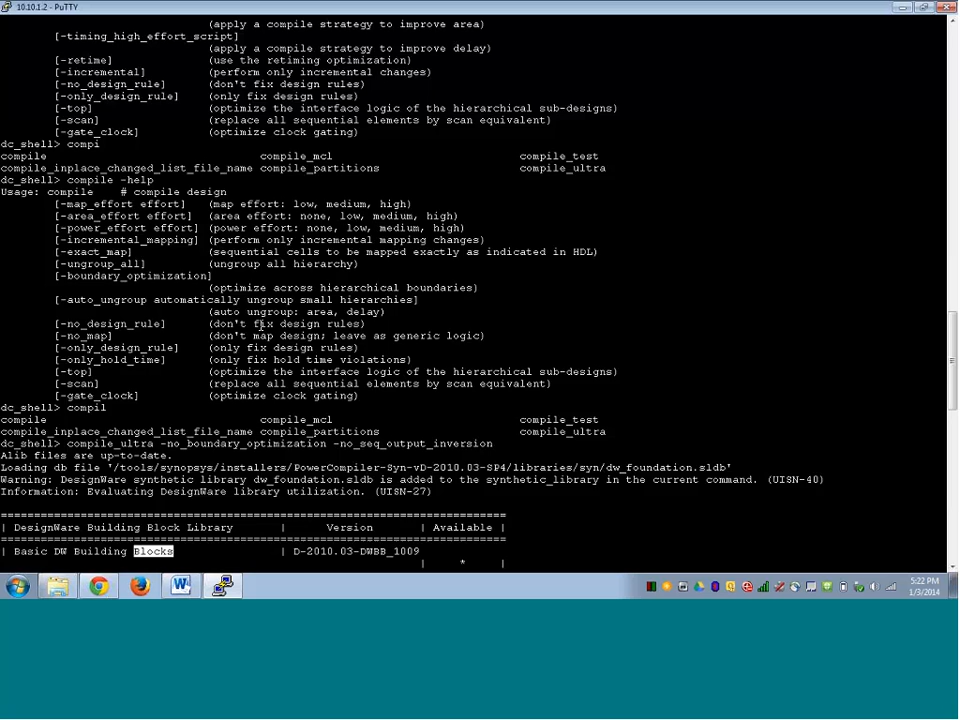 10.10.1.2 - PuTTY
(apply a compile strategy to improve area)
[-timing_high_effort_script]
(apply a compile strategy to improve delay)
[-retime] (use the retiming optimization)
[-incremental] (perform only incremental changes)
[-no_design_rule] (don't fix design rules)
[-only_design_rule] (only fix design rules)
[-top] (optimize the interface logic of the hierarchical sub-designs)
[-scan] (replace all sequential elements by scan equivalent)
[-gate_clock] (optimize clock gating)
dc_shell> compi
compile compile_mcl compile_test
compile_inplace_changed_list_file_name compile_partitions compile_ultra
dc_shell> compile -help
Usage: compile # compile design
[-map_effort effort] (map effort: low, medium, high)
[-area_effort effort] (area effort: none, low, medium, high)
[-power_effort effort] (power effort: none, low, medium, high)
[-incremental_mapping] (perform only incremental mapping changes)
[-exact_map] (sequential cells to be mapped exactly as indicated in HDL)
[-ungroup_all] (ungroup all hierarchy)
[-boundary_optimization]
(optimize across hierarchical boundaries)
[-auto_ungroup automatically ungroup small hierarchies]
(auto ungroup: area, delay)
[-no_design_rule] (don't fix design rules)
[-no_map] (don't map design; leave as generic logic)
[-only_design_rule] (only fix design rules)
[-only_hold_time] (only fix hold time violations)
[-top] (optimize the interface logic of the hierarchical sub-designs)
[-scan] (replace all sequential elements by scan equivalent)
[-gate_clock] (optimize clock gating)
dc_shell> compil
compile compile_mcl compile_test
compile_inplace_changed_list_file_name compile_partitions compile_ultra
dc_shell> compile_ultra -no_boundary_optimization -no_seq_output_inversion
Alib files are up-to-date.
Loading db file '/tools/synopsys/installers/PowerCompiler-Syn-vD-2010.03-SP4/libraries/syn/dw_foundation.sldb'
Warning: DesignWare synthetic library dw_foundation.sldb is added to the synthetic_library in the current command. (UISN-40)
Information: Evaluating DesignWare library utilization. (UISN-27)
============================================================================
| DesignWare Building Block Library | Version | Available |
============================================================================
| Basic DW Building Blocks | D-2010.03-DWBB_1009
| * |
5:22 PM
1/3/2014